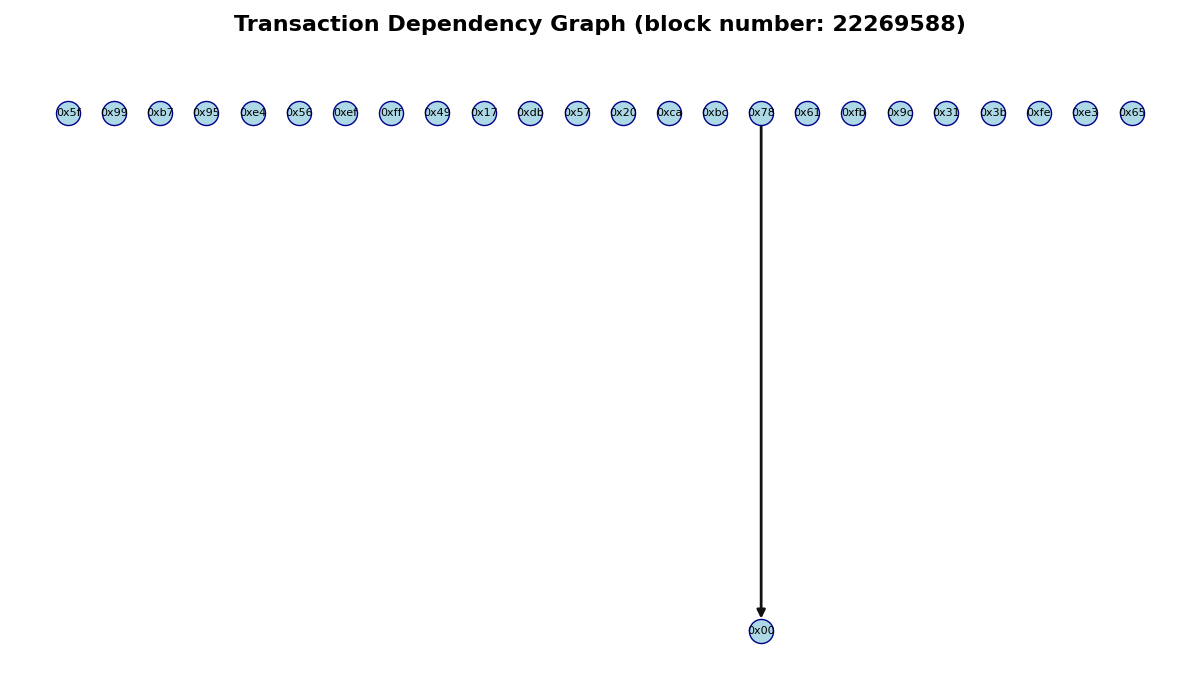 Transaction Dependency Graph (block number: 22269588)
0x5f 0x99 0xb7 0x95 0xe4 0x56 0xef 0xff 0x49 0x17 0xdb 0x57 0x20 0xca 0xbc 0x78 0x61 0xfb 0x9c 0x31 0x3b 0xfe 0xe3 0x65
0x00